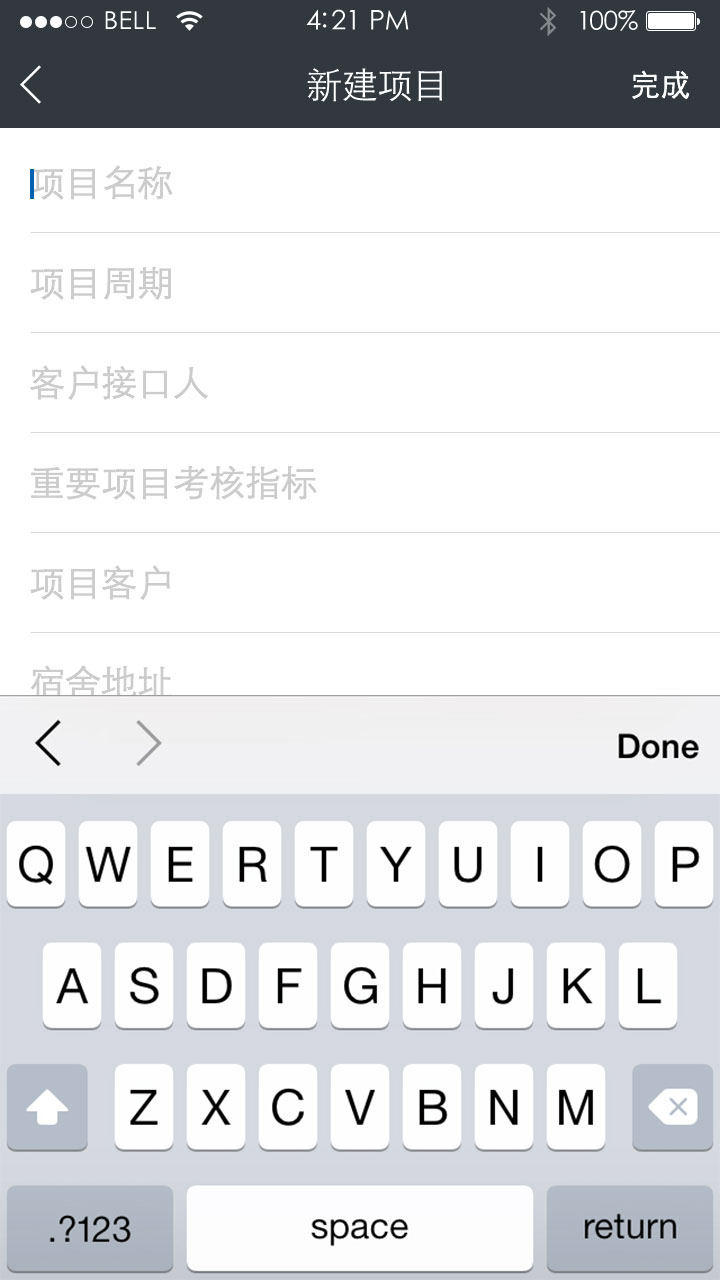 BELL 4:21 PM 100%
新建项目 完成
项目名称
项目周期
客户接口人
重要项目考核指标
项目客户
宿舍地址
Done
Q W E R T Y U I O P
A S D F G H J K L
Z X C V B N M
.?123 space return